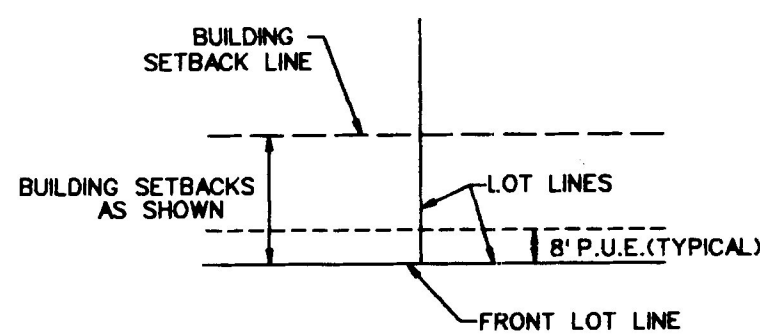 BUILDING
SETBACK LINE
BUILDING SETBACKS
AS SHOWN
LOT LINES
8' P.U.E.(TYPICAL)
FRONT LOT LINE